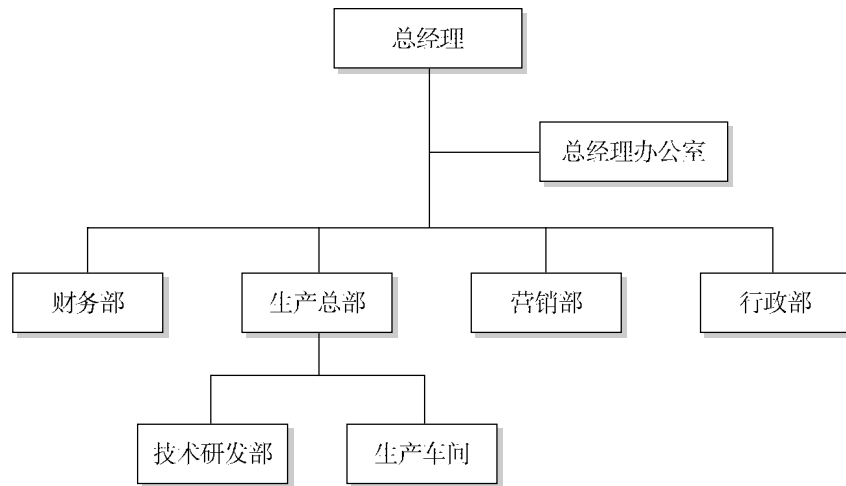 总经理
总经理办公室
财务部
生产总部
营销部
行政部
技术研发部
生产车间